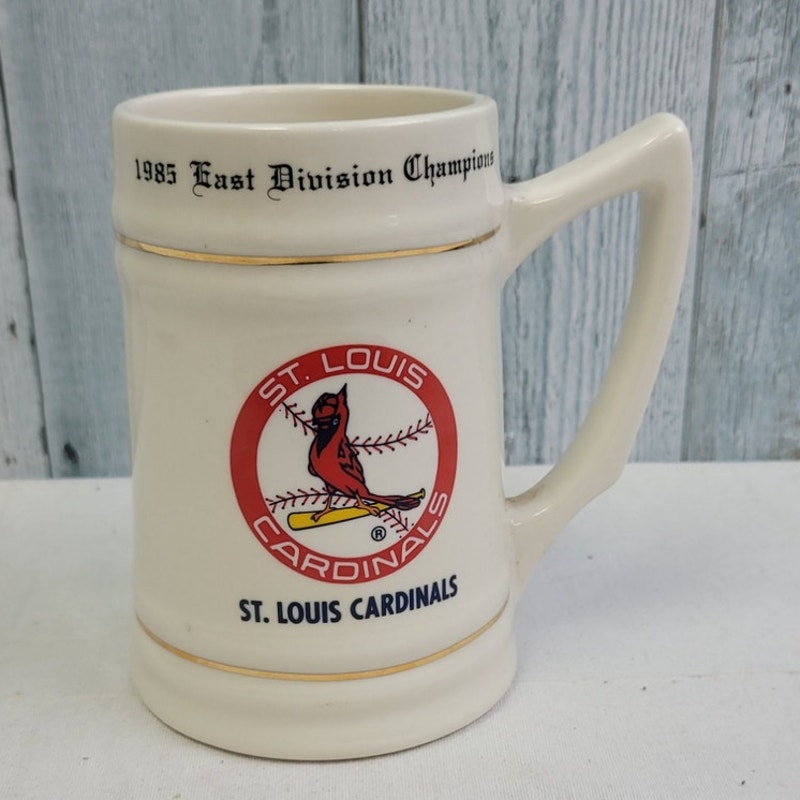 1985 East Division Champions
ST. LOUIS
CARDINALS
®
ST. LOUIS CARDINALS